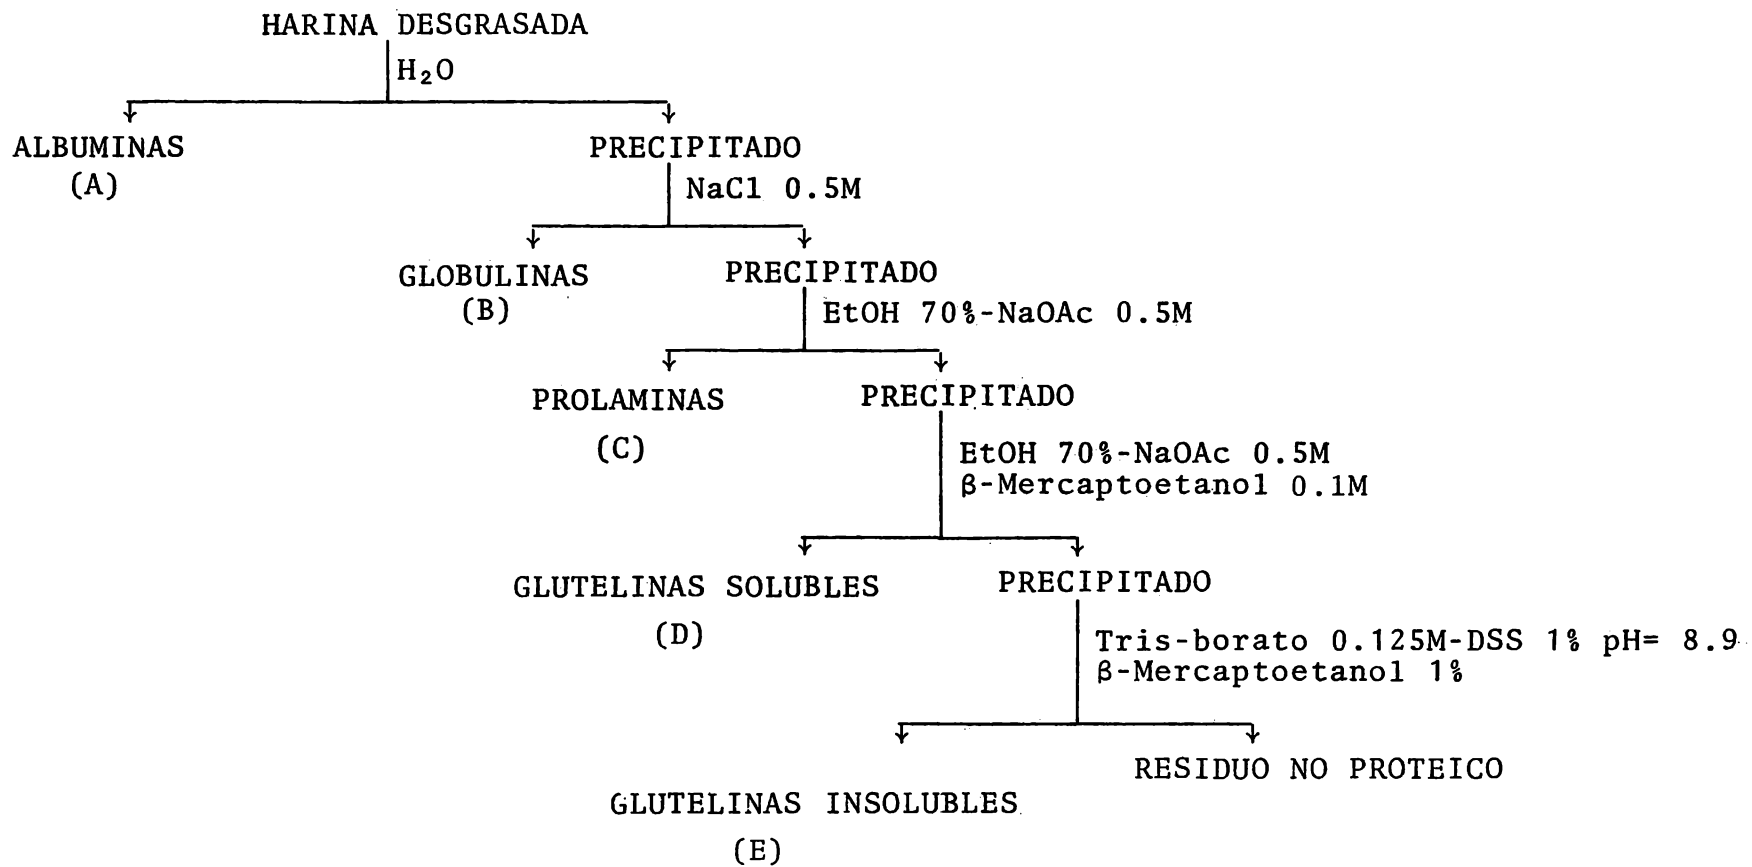 HARINA DESGRASADA
H₂O
ALBUMINAS
(A)
PRECIPITADO
NaCl 0.5M
GLOBULINAS
(B)
PRECIPITADO
EtOH 70%-NaOAc 0.5M
PROLAMINAS
(C)
PRECIPITADO
EtOH 70%-NaOAc 0.5M
β-Mercaptoetanol 0.1M
GLUTELINAS SOLUBLES
(D)
PRECIPITADO
Tris-borato 0.125M-DSS 1% pH= 8.9
β-Mercaptoetanol 1%
RESIDUO NO PROTEICO
GLUTELINAS INSOLUBLES
(E)